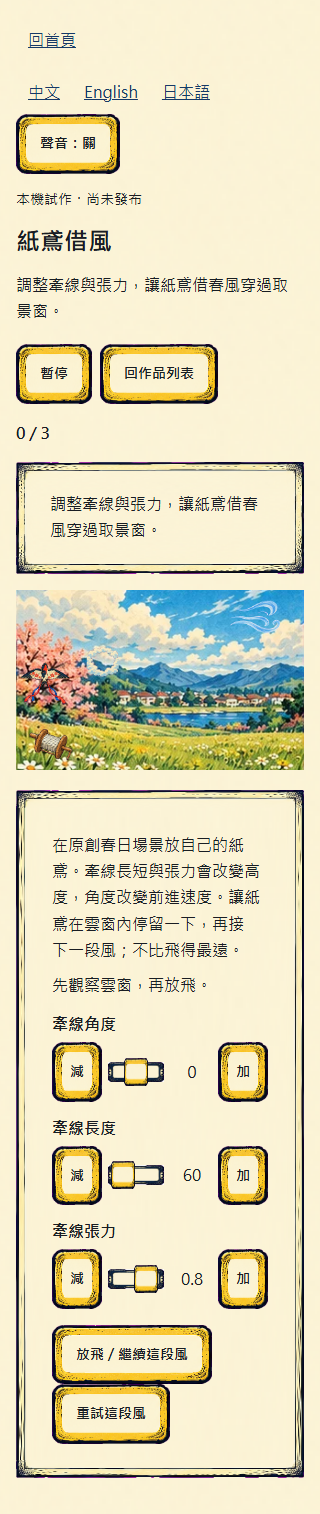 回首頁
中文 English 日本語
聲音：關
本機試作・尚未發布
紙鳶借風
調整牽線與張力，讓紙鳶借春風穿過取
景窗。
暫停 回作品列表
0 / 3
調整牽線與張力，讓紙鳶借春
風穿過取景窗。
在原創春日場景放自己的紙
鳶。牽線長短與張力會改變高
度，角度改變前進速度。讓紙
鳶在雲窗內停留一下，再接
下一段風；不比飛得最遠。
先觀察雲窗，再放飛。
牽線角度
減 0 加
牽線長度
減 60 加
牽線張力
減 0.8 加
放飛 / 繼續這段風
重試這段風